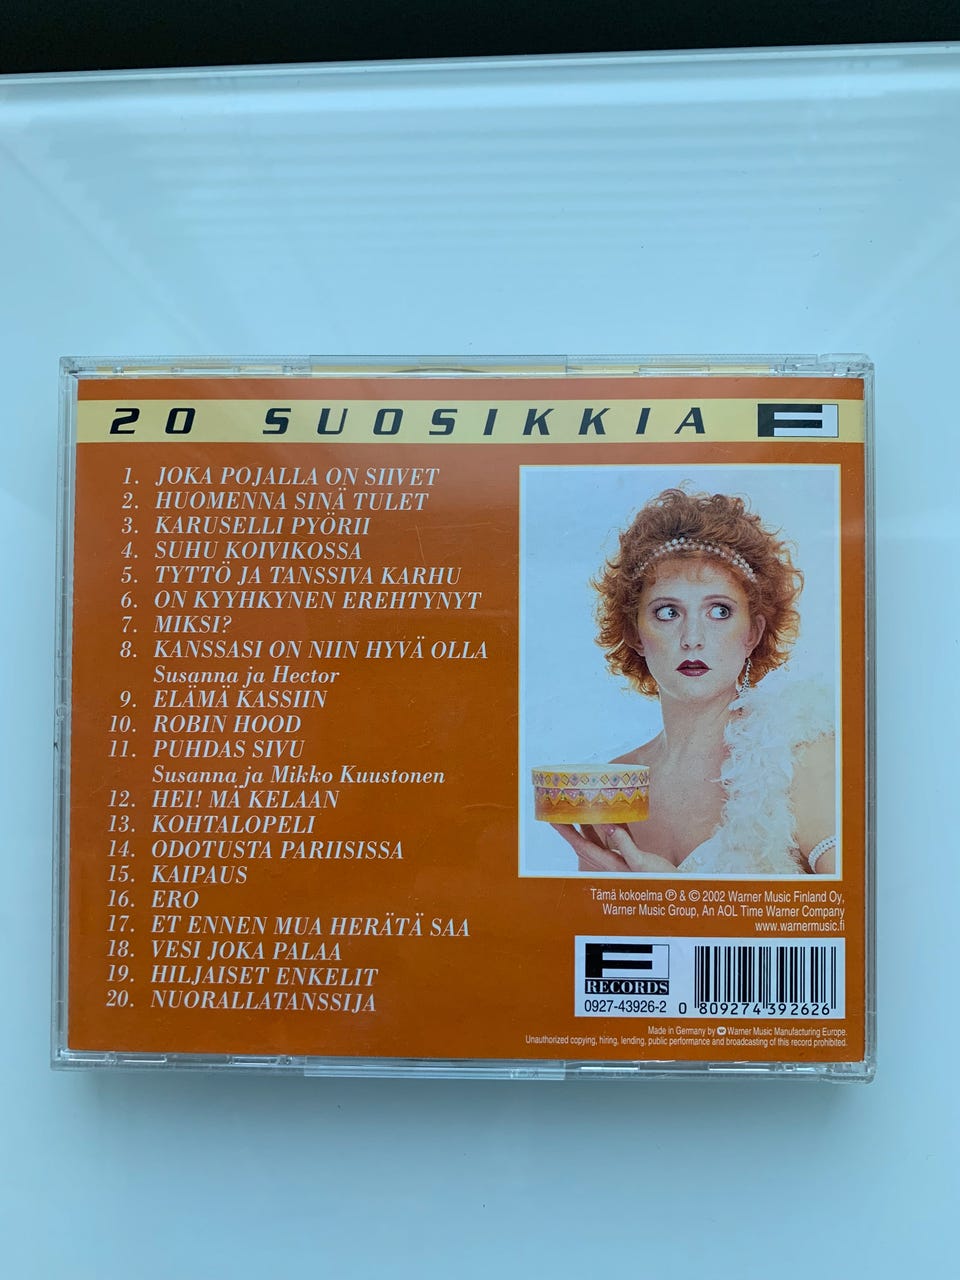 20 SUOSIKKIA
1. JOKA POJALLA ON SIIVET
2. HUOMENNA SINÄ TULET
3. KARUSELLI PYÖRII
4. SUHU KOIVIKOSSA
5. TYTTÖ JA TANSSIVA KARHU
6. ON KYYHKYNEN EREHTYNYT
7. MIKSI?
8. KANSSASI ON NIIN HYVÄ OLLA
Susanna ja Hector
9. ELÄMÄ KASSIIN
10. ROBIN HOOD
11. PUHDAS SIVU
Susanna ja Mikko Kuustonen
12. HEI! MÄ KELAAN
13. KOHTALOPELI
14. ODOTUSTA PARIISISSA
15. KAIPAUS
16. ERO
17. ET ENNEN MUA HERÄTÄ SAA
18. VESI JOKA PALAA
19. HILJAISET ENKELIT
20. NUORALLATANSSIJA
Tämä kokoelma ℗ & © 2002 Warner Music Finland Oy,
Warner Music Group, An AOL Time Warner Company
www.warnermusic.fi
F
RECORDS
0927-43926-2
0 809274 392626
Made in Germany by Warner Music Manufacturing Europe.
Unauthorized copying, hiring, lending, public performance and broadcasting of this record prohibited.